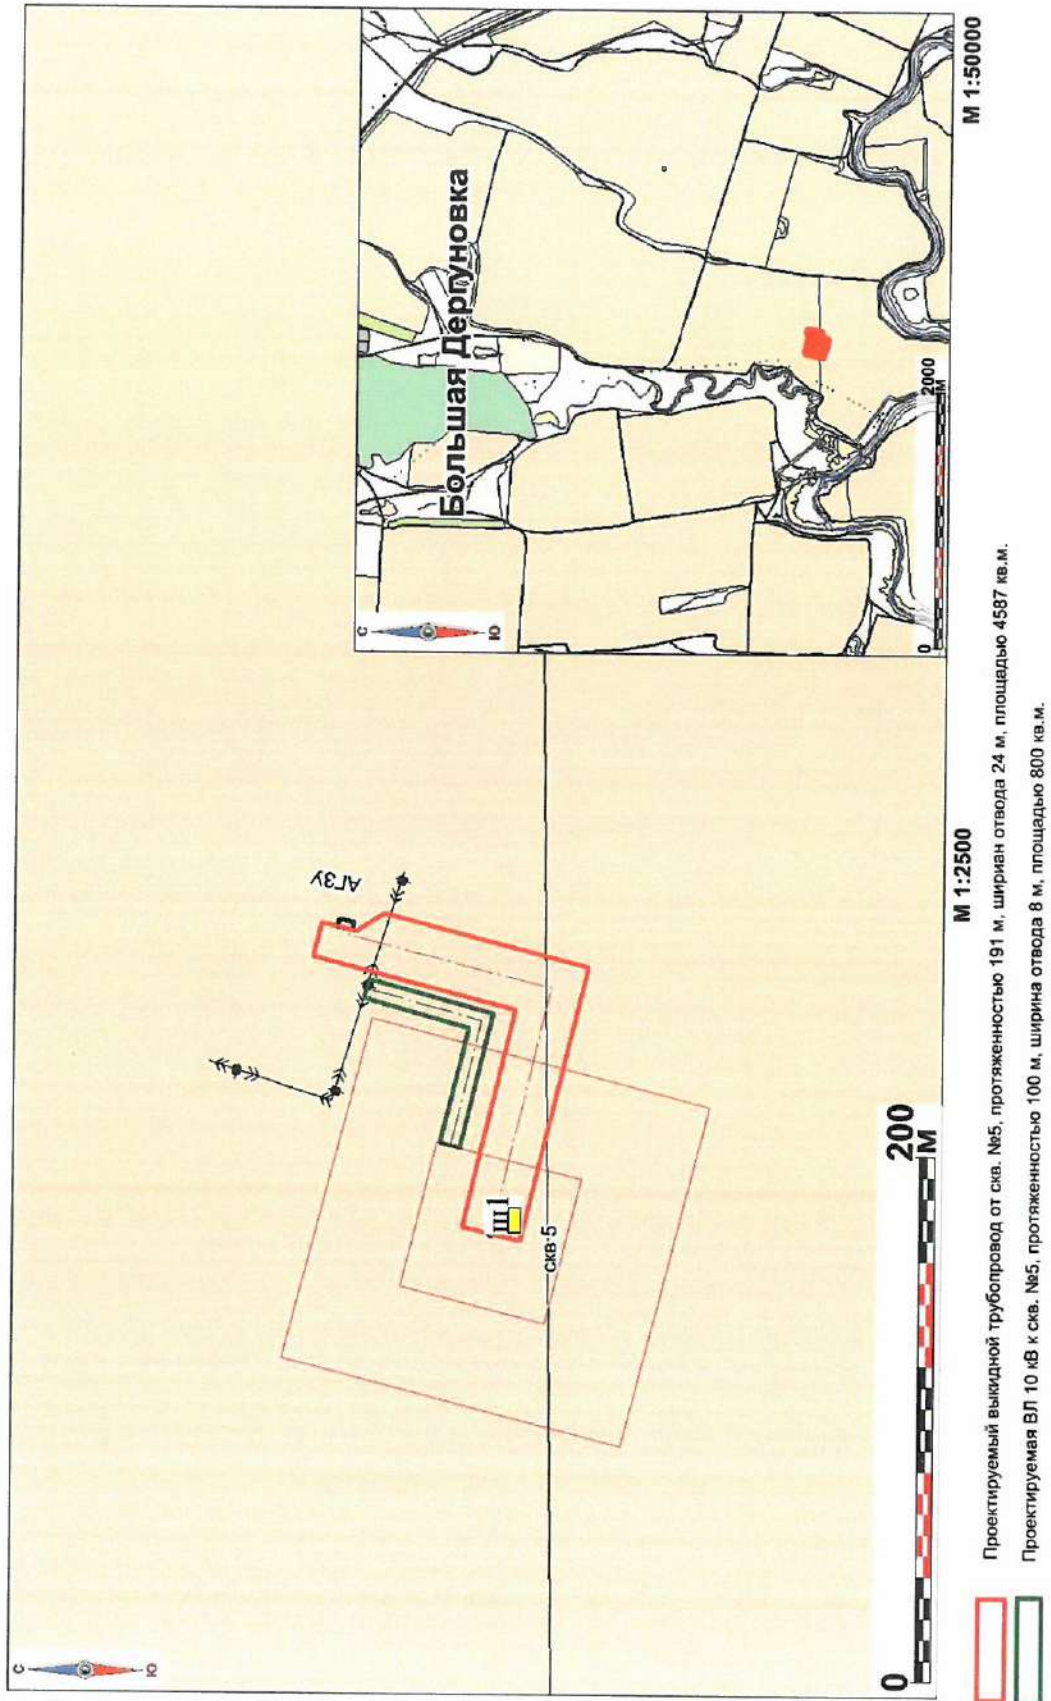 С
Ю
С
Ю
Большая Дергуновка
0
2000
М
М 1:50000
АГЗУ
скв·5
0
200
М
М 1:2500
Проектируемый выкидной трубопровод от скв. №5, протяженностью 191 м, шириан отвода 24 м, площадью 4587 кв.м.
Проектируемая ВЛ 10 кВ к скв. №5, протяженностью 100 м, ширина отвода 8 м, площадью 800 кв.м.